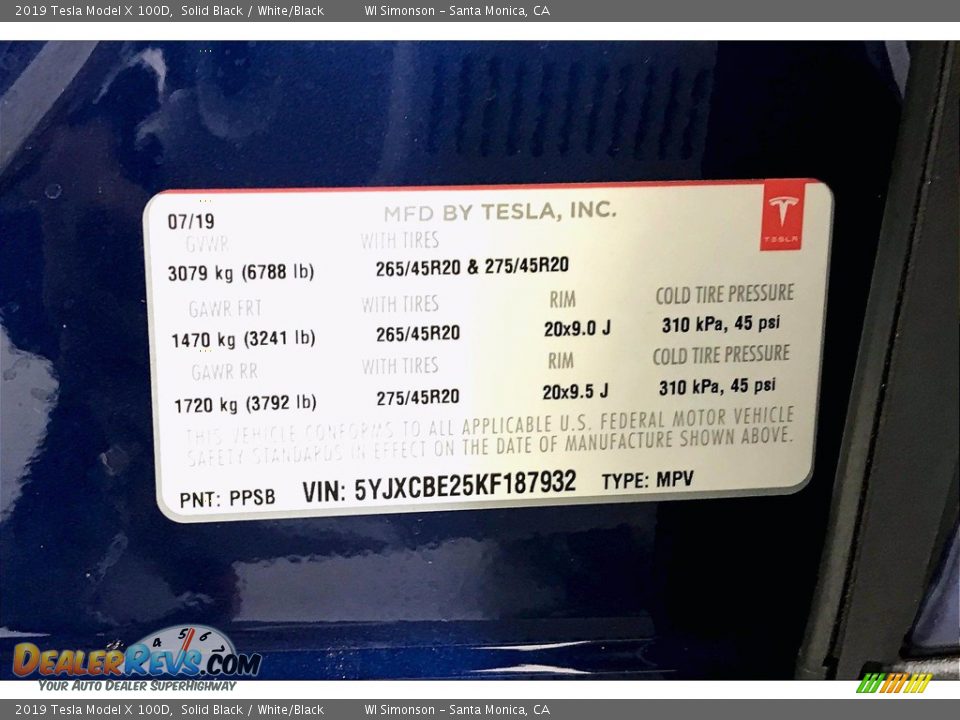 2019 Tesla Model X 100D, Solid Black / White/Black WI Simonson - Santa Monica, CA
07/19 MFD BY TESLA, INC.
TESLA
GVWR WITH TIRES
3079 kg (6788 lb) 265/45R20 & 275/45R20
GAWR FRT WITH TIRES RIM COLD TIRE PRESSURE
1470 kg (3241 lb) 265/45R20 20x9.0 J 310 kPa, 45 psi
GAWR RR WITH TIRES RIM COLD TIRE PRESSURE
1720 kg (3792 lb) 275/45R20 20x9.5 J 310 kPa, 45 psi
THIS VEHICLE CONFORMS TO ALL APPLICABLE U.S. FEDERAL MOTOR VEHICLE
SAFETY STANDARDS IN EFFECT ON THE DATE OF MANUFACTURE SHOWN ABOVE.
PNT: PPSB VIN: 5YJXCBE25KF187932 TYPE: MPV
4 5 6
DealerRevs.com
Your Auto Dealer SuperHighway
2019 Tesla Model X 100D, Solid Black / White/Black WI Simonson - Santa Monica, CA